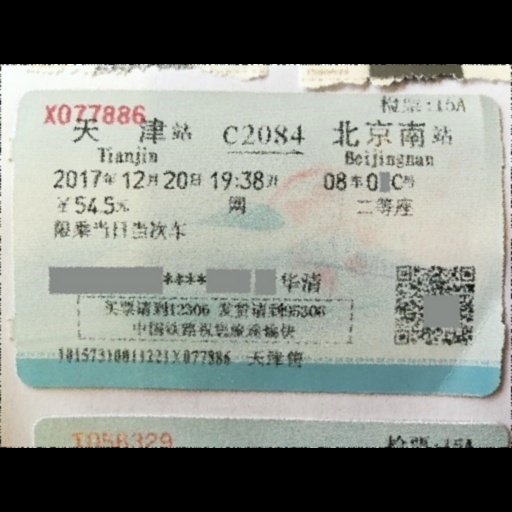 X077886 检票:15A
天津站 C2084 北京南站
Tianjin Beijingnan
2017年12月20日 19:38开 08车0 C号
￥54.5元 网 二等座
限乘当日当次车
**** 华清
买票请到12306 发货请到95306
中国铁路祝您旅途愉快
10157310011221X077886 天津售
T058329 检票:15A